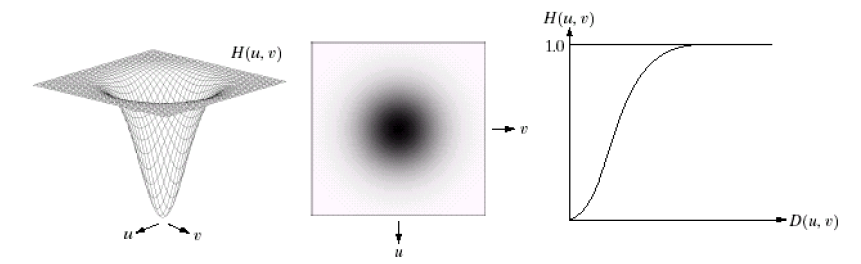 H(u, v)
u
v
v
u
H(u, v)
1.0
D(u, v)